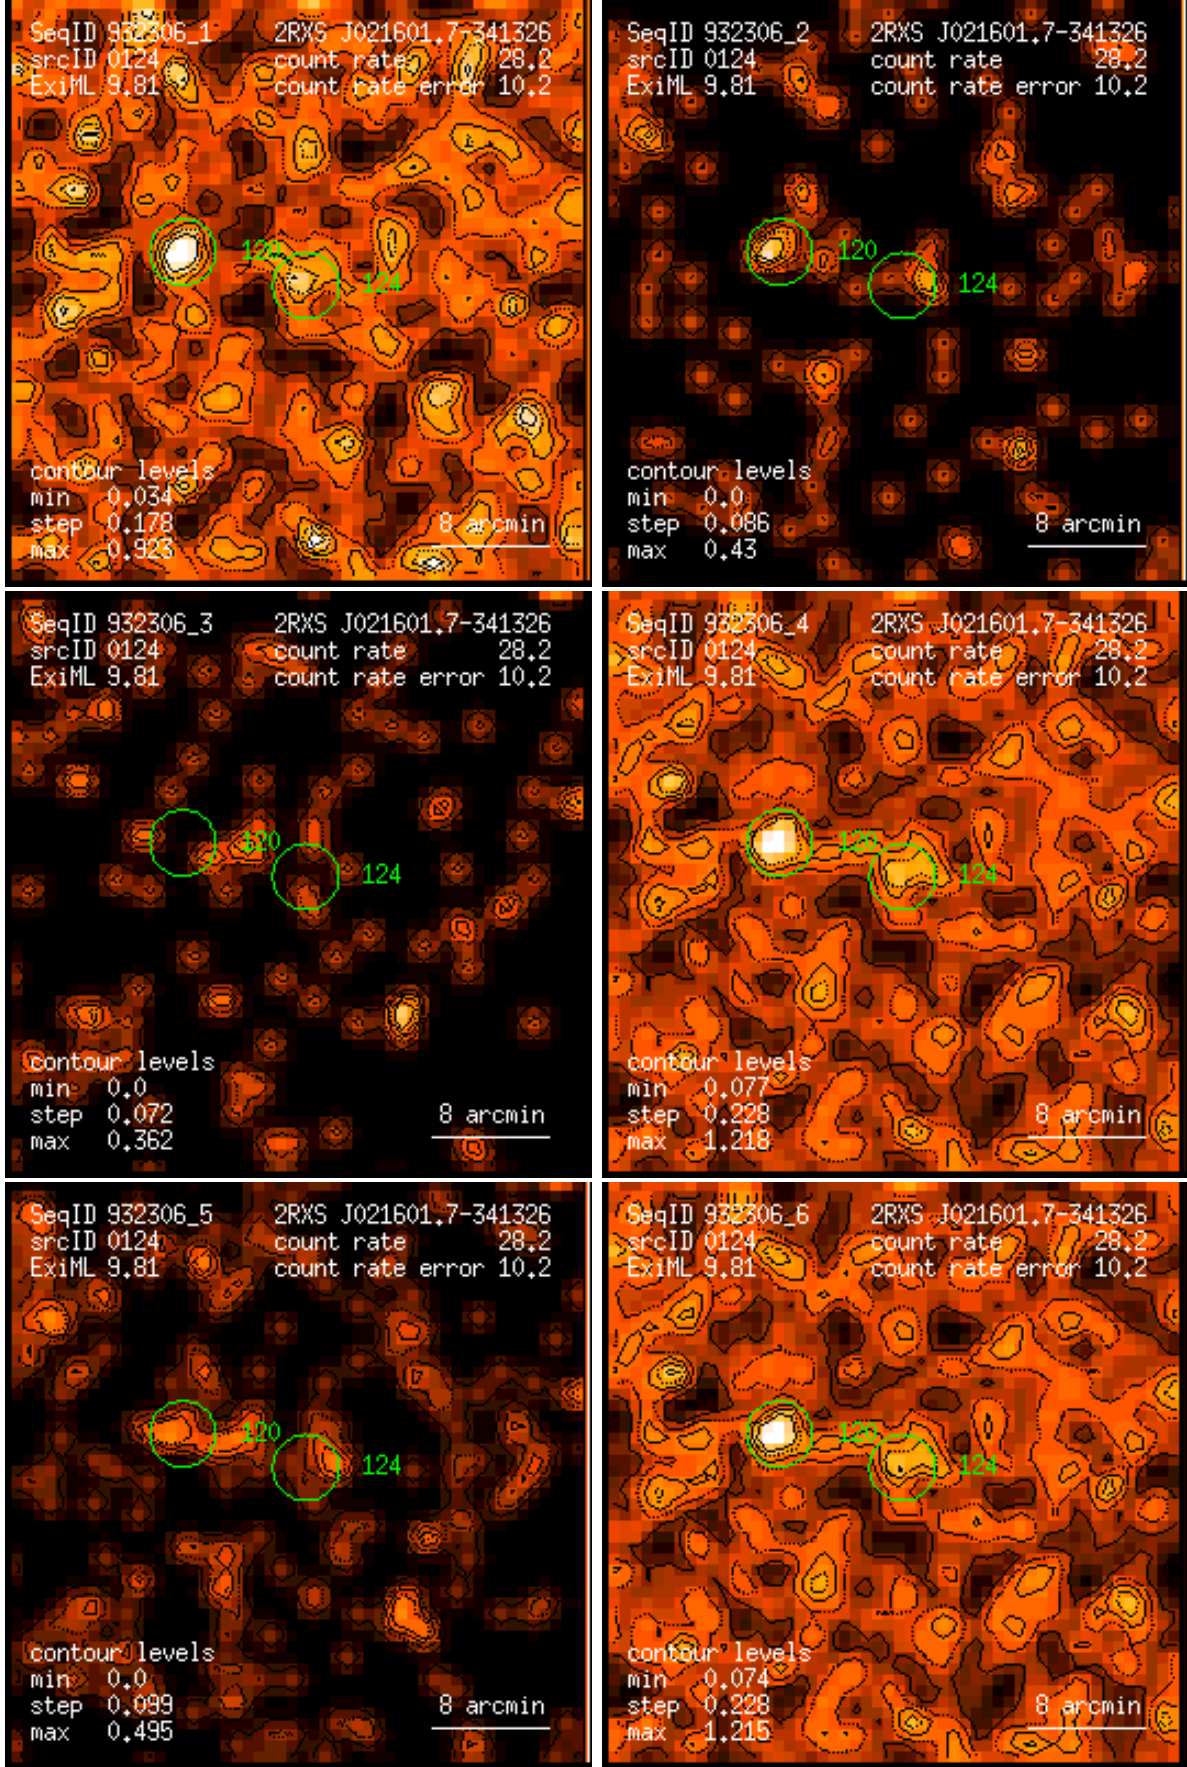 SeqID 932306_1 2RXS J021601.7-341326
srcID 0124 count rate 28.2
ExiML 9.81 count rate error 10.2
120
124
contour levels
min 0.034
step 0.178
max 0.923
8 arcmin
SeqID 932306_2 2RXS J021601.7-341326
srcID 0124 count rate 28.2
ExiML 9.81 count rate error 10.2
120
124
contour levels
min 0.0
step 0.086
max 0.43
8 arcmin
SeqID 932306_3 2RXS J021601.7-341326
srcID 0124 count rate 28.2
ExiML 9.81 count rate error 10.2
120
124
contour levels
min 0.0
step 0.072
max 0.362
8 arcmin
SeqID 932306_4 2RXS J021601.7-341326
srcID 0124 count rate 28.2
ExiML 9.81 count rate error 10.2
120
124
contour levels
min 0.077
step 0.228
max 1.218
8 arcmin
SeqID 932306_5 2RXS J021601.7-341326
srcID 0124 count rate 28.2
ExiML 9.81 count rate error 10.2
120
124
contour levels
min 0.0
step 0.099
max 0.495
8 arcmin
SeqID 932306_6 2RXS J021601.7-341326
srcID 0124 count rate 28.2
ExiML 9.81 count rate error 10.2
120
124
contour levels
min 0.074
step 0.228
max 1.215
8 arcmin